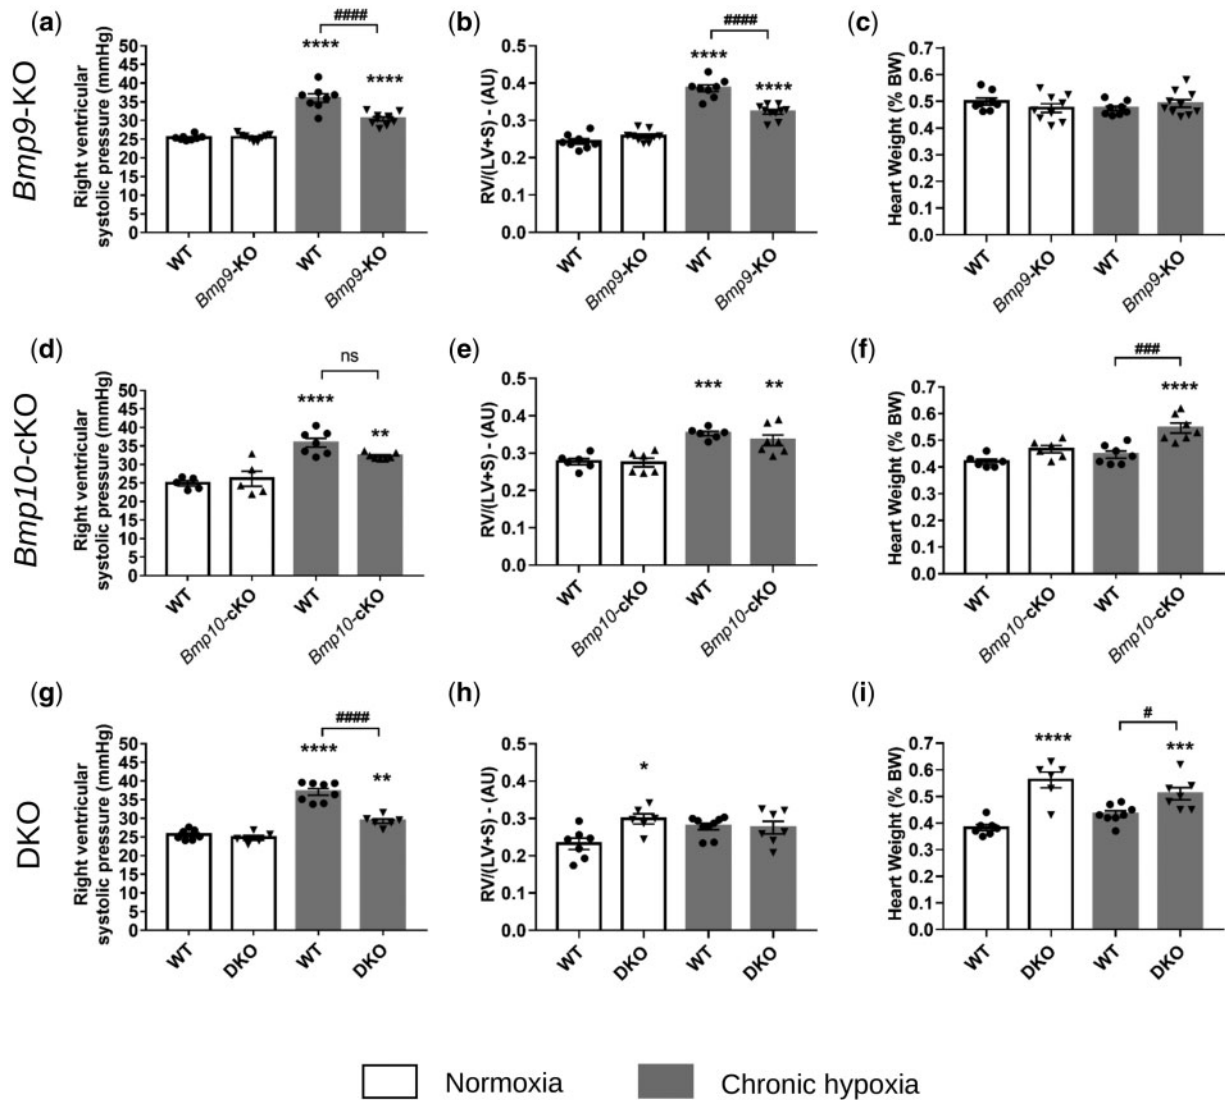 Bmp9-KO
(a)
Right ventricular
systolic pressure (mmHg)
50
45
40
35
30
25
20
15
10
5
0
****
####
****
WT
Bmp9-KO
WT
Bmp9-KO
(b)
RV/(LV+S) - (AU)
0.5
0.4
0.3
0.2
0.1
0.0
****
####
****
WT
Bmp9-KO
WT
Bmp9-KO
(c)
Heart Weight (% BW)
0.7
0.6
0.5
0.4
0.3
0.2
0.1
0.0
WT
Bmp9-KO
WT
Bmp9-KO
Bmp10-cKO
(d)
Right ventricular
systolic pressure (mmHg)
50
45
40
35
30
25
20
15
10
5
0
****
ns
**
WT
Bmp10-cKO
WT
Bmp10-cKO
(e)
RV/(LV+S) - (AU)
0.5
0.4
0.3
0.2
0.1
0.0
***
**
WT
Bmp10-cKO
WT
Bmp10-cKO
(f)
Heart Weight (% BW)
0.7
0.6
0.5
0.4
0.3
0.2
0.1
0.0
###
****
WT
Bmp10-cKO
WT
Bmp10-cKO
DKO
(g)
Right ventricular
systolic pressure (mmHg)
50
45
40
35
30
25
20
15
10
5
0
****
####
**
WT
DKO
WT
DKO
(h)
RV/(LV+S) - (AU)
0.5
0.4
0.3
0.2
0.1
0.0
*
WT
DKO
WT
DKO
(i)
Heart Weight (% BW)
0.7
0.6
0.5
0.4
0.3
0.2
0.1
0.0
****
#
***
WT
DKO
WT
DKO
Normoxia
Chronic hypoxia